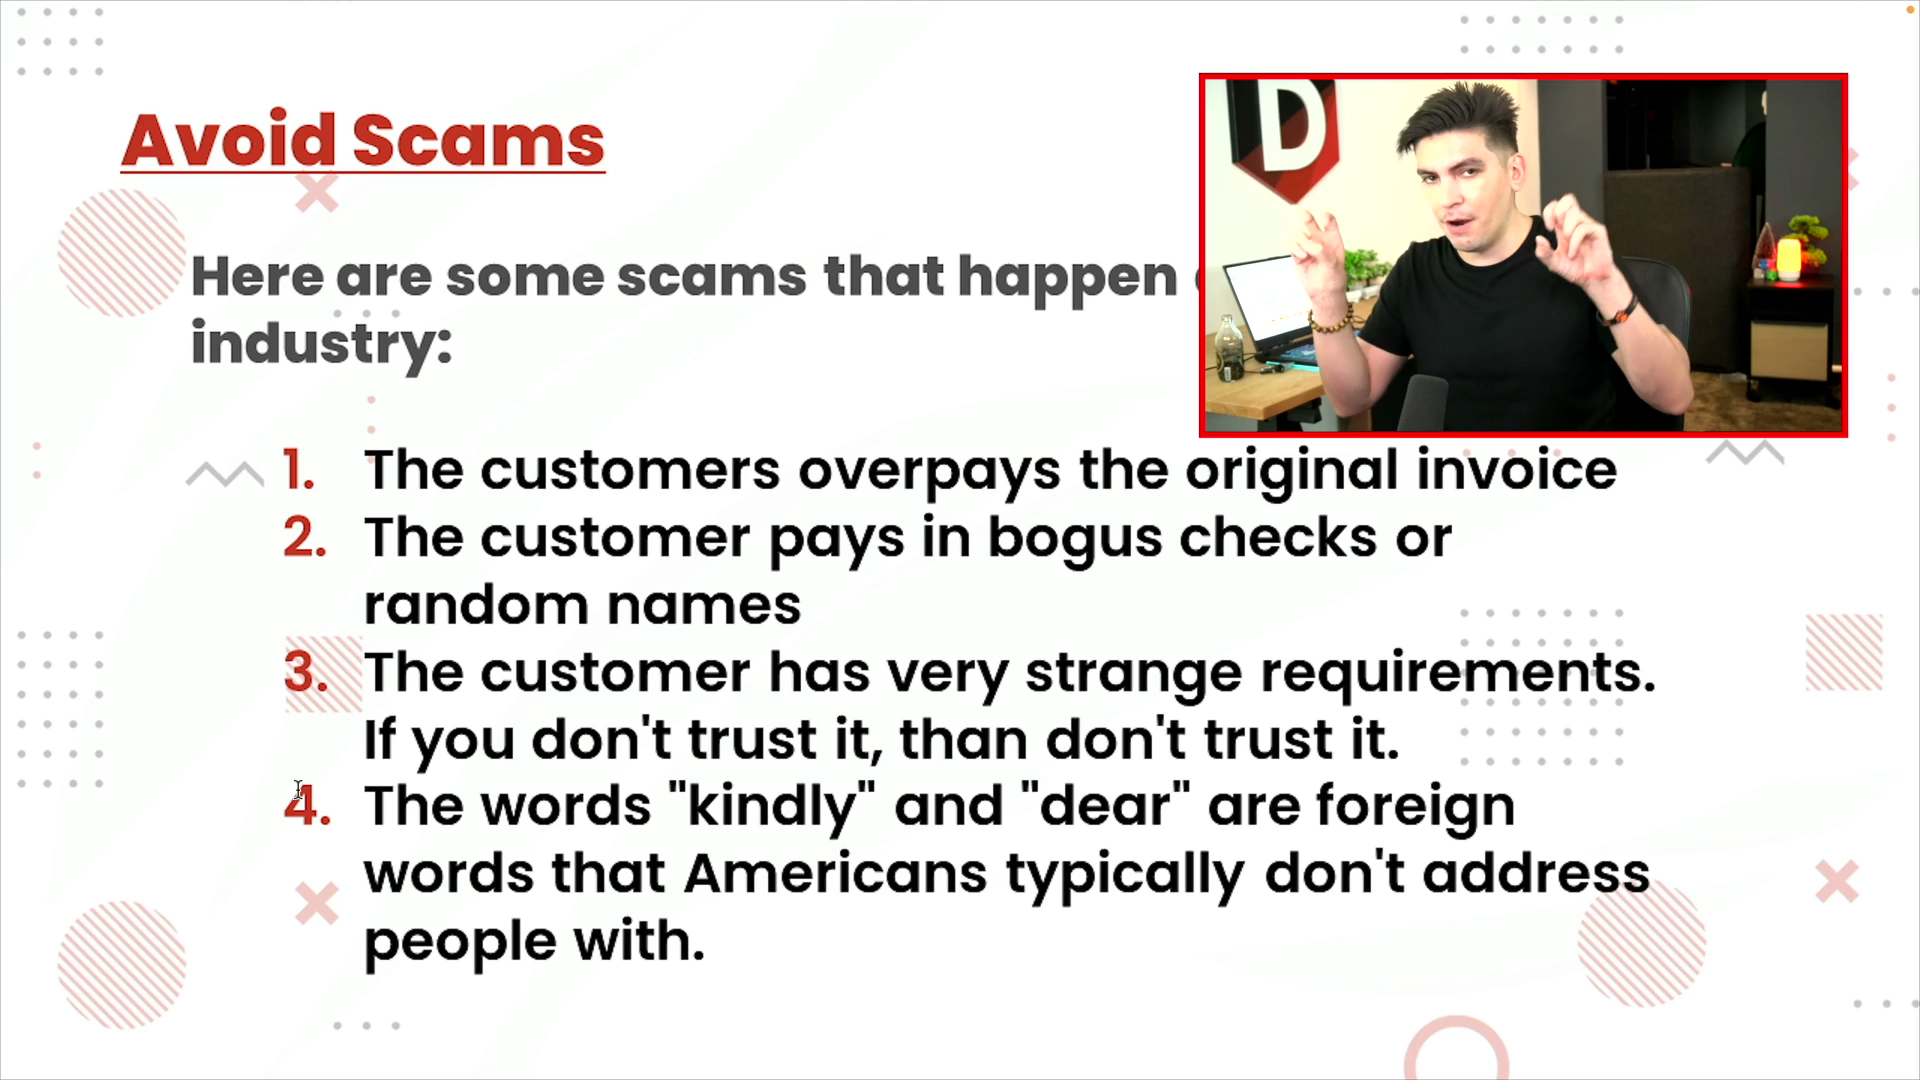 Avoid Scams
D
Here are some scams that happen
industry:
1. The customers overpays the original invoice
2. The customer pays in bogus checks or
random names
3. The customer has very strange requirements.
If you don't trust it, than don't trust it.
4. The words "kindly" and "dear" are foreign
words that Americans typically don't address
people with.